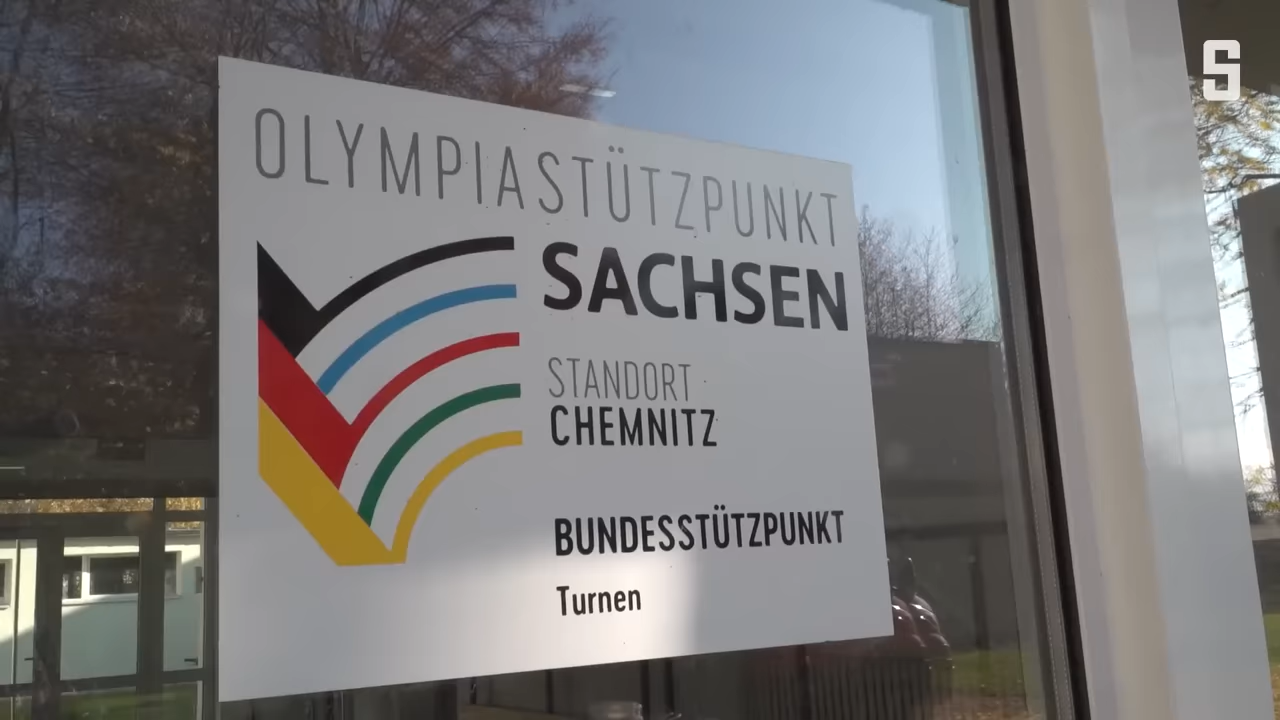 S
OLYMPIASTÜTZPUNKT
SACHSEN
STANDORT
CHEMNITZ
BUNDESSTÜTZPUNKT
Turnen